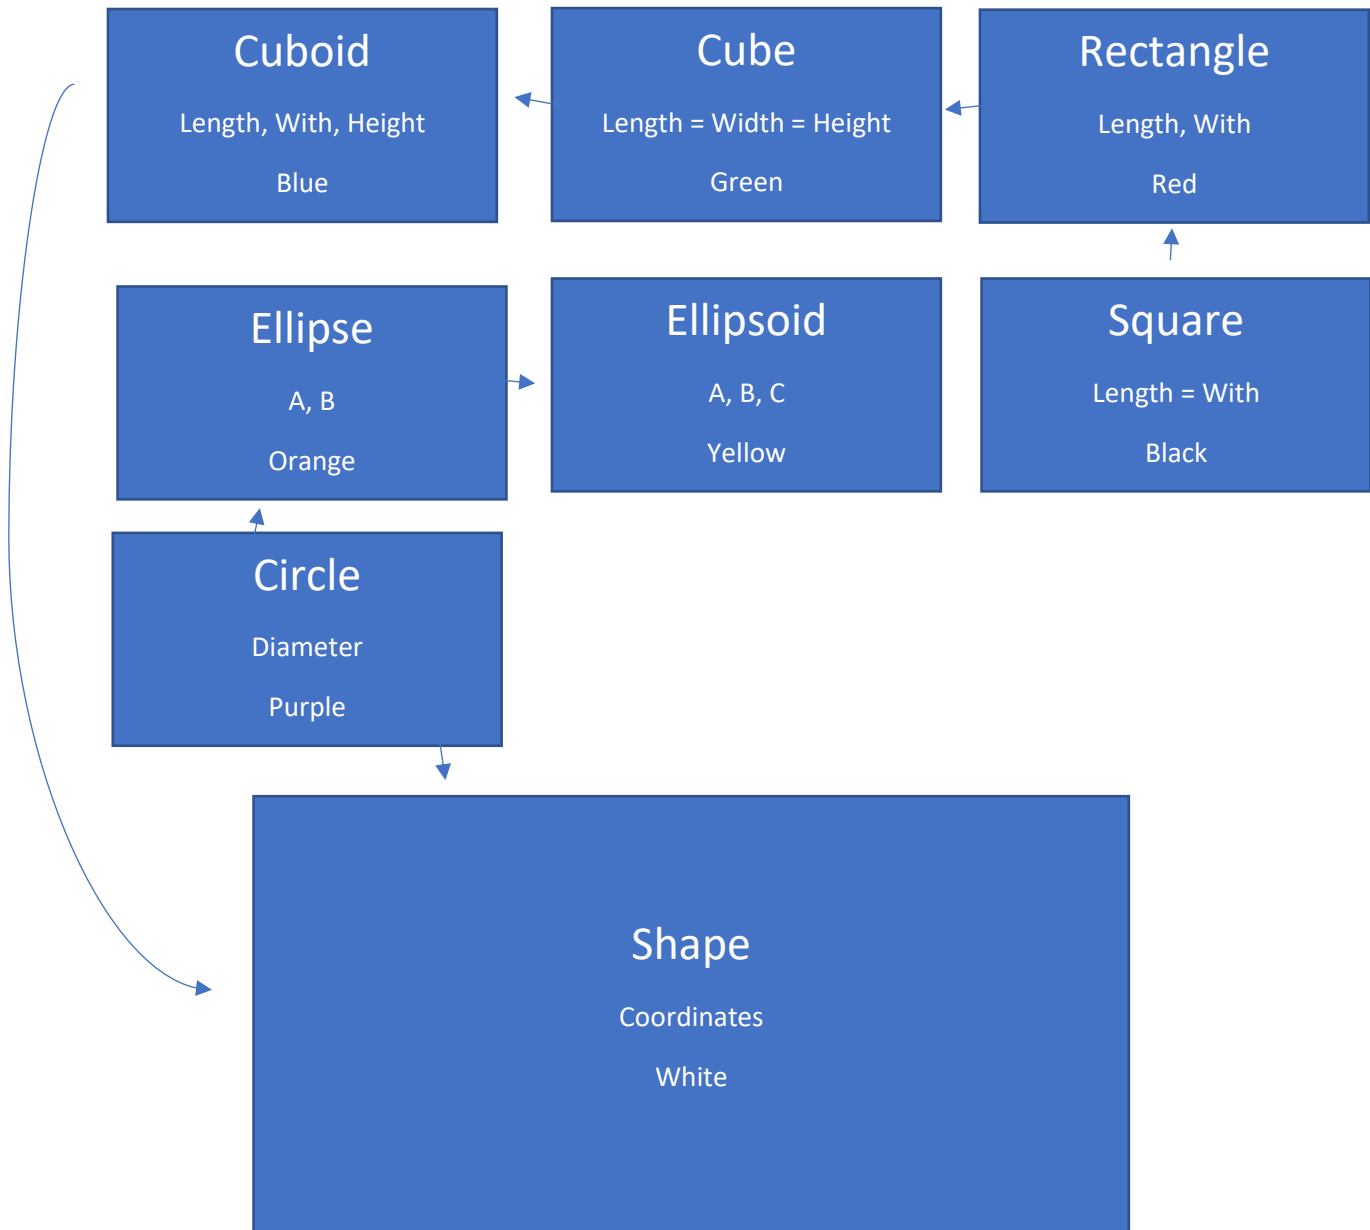 Cuboid
Length, With, Height
Blue
Cube
Length = Width = Height
Green
Rectangle
Length, With
Red
Ellipse
A, B
Orange
Ellipsoid
A, B, C
Yellow
Square
Length = With
Black
Circle
Diameter
Purple
Shape
Coordinates
White